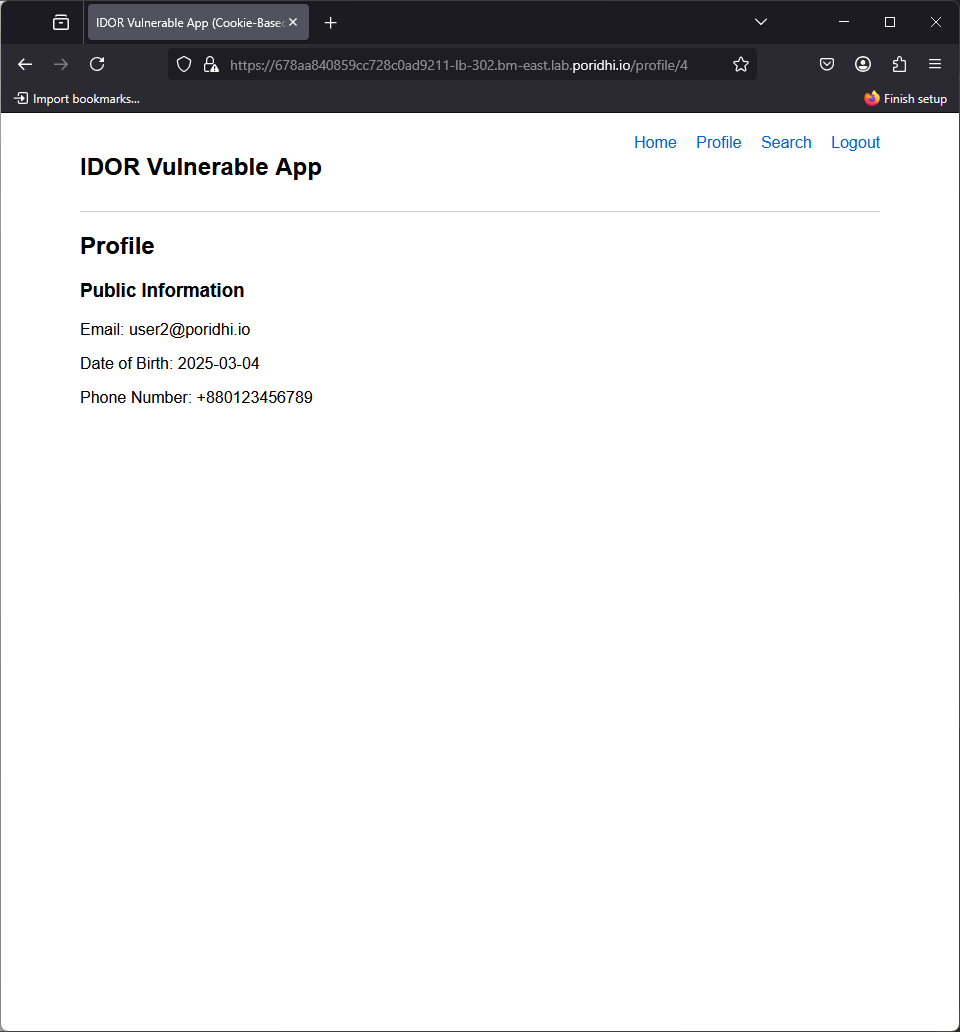 IDOR Vulnerable App (Cookie-Based
https://678aa840859cc728c0ad9211-lb-302.bm-east.lab.poridhi.io/profile/4
Import bookmarks...
Finish setup
Home Profile Search Logout
IDOR Vulnerable App
Profile
Public Information
Email: user2@poridhi.io
Date of Birth: 2025-03-04
Phone Number: +880123456789